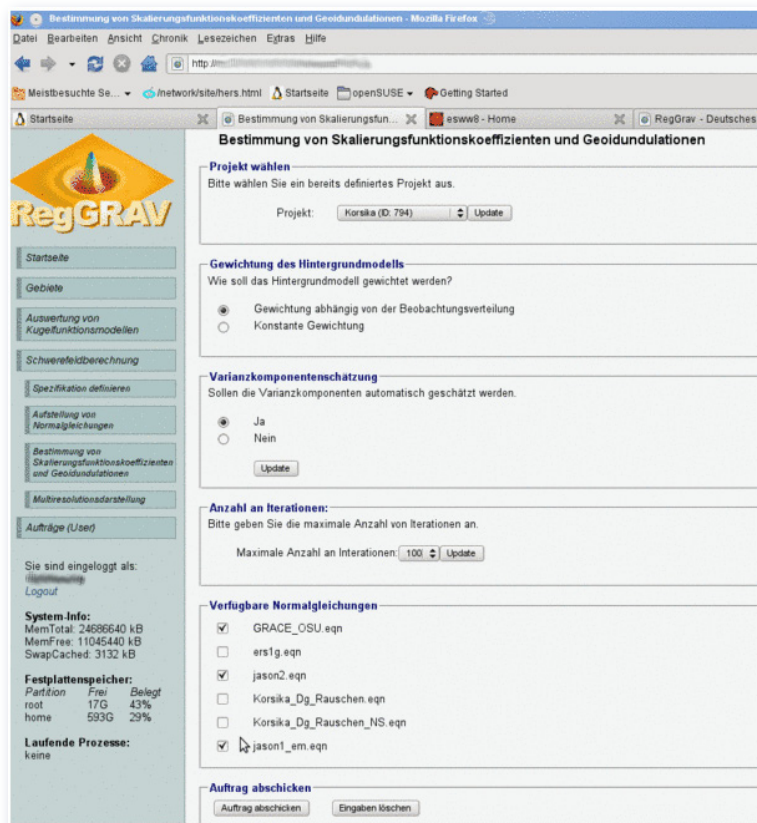 Bestimmung von Skalierungsfunktionskoeffizienten und Geoidundulationen - Mozilla Firefox
Datei Bearbeiten Ansicht Chronik Lesezeichen Extras Hilfe
http:/
Meistbesuchte Se... /network/site/hers.html Startseite openSUSE Getting Started
Startseite Bestimmung von Skalierungsfun... esww8 - Home RegGrav - Deutsches
Bestimmung von Skalierungsfunktionskoeffizienten und Geoidundulationen
RegGRAV
Startseite
Gebiete
Auswertung von
Kugelfunktionsmodellen
Schwerefeldberechnung
Spezifikation definieren
Aufstellung von
Normalgleichungen
Bestimmung von
Skalierungsfunktionskoeffizienten
und Geoidundulationen
Multiresolutionsdarstellung
Aufträge (User)
Sie sind eingeloggt als:
Logout
System-Info:
MemTotal: 24686640 kB
MemFree: 11045440 kB
SwapCached: 3132 kB
Festplattenspeicher:
Partition Frei Belegt
root 17G 43%
home 593G 29%
Laufende Prozesse:
keine
Projekt wählen
Bitte wählen Sie ein bereits definiertes Projekt aus.
Projekt: Korsika (ID: 794) Update
Gewichtung des Hintergrundmodells
Wie soll das Hintergrundmodell gewichtet werden?
Gewichtung abhängig von der Beobachtungsverteilung
Konstante Gewichtung
Varianzkomponentenschätzung
Sollen die Varianzkomponenten automatisch geschätzt werden.
Ja
Nein
Update
Anzahl an Iterationen:
Bitte geben Sie die maximale Anzahl von Iterationen an.
Maximale Anzahl an Interationen: 100 Update
Verfügbare Normalgleichungen
GRACE_OSU.eqn
ers1g.eqn
jason2.eqn
Korsika_Dg_Rauschen.eqn
Korsika_Dg_Rauschen_NS.eqn
jason1_em.eqn
Auftrag abschicken
Auftrag abschicken Eingaben löschen